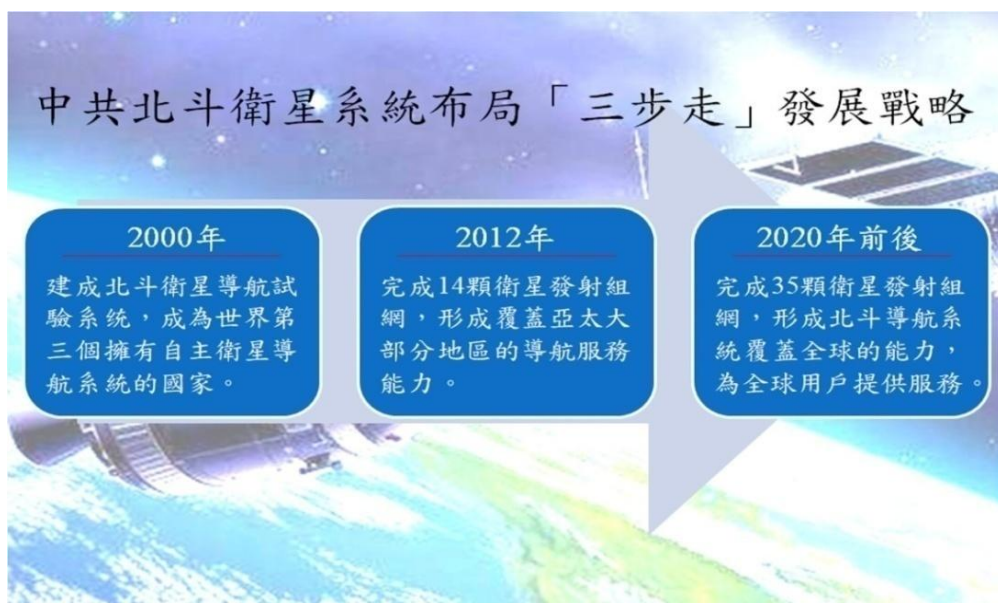 中共北斗衛星系統布局「三步走」發展戰略
2000年
建成北斗衛星導航試
驗系統，成為世界第
三個擁有自主衛星導
航系統的國家。
2012年
完成14顆衛星發射組
網，形成覆蓋亞太大
部分地區的導航服務
能力。
2020年前後
完成35顆衛星發射組
網，形成北斗導航系
統覆蓋全球的能力，
為全球用戶提供服務。